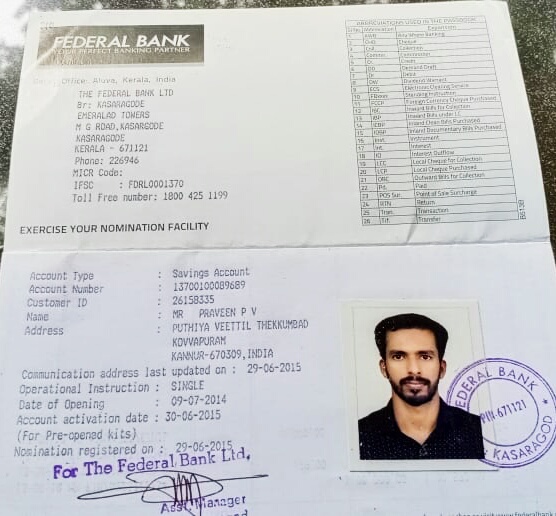 FEDERAL BANK
YOUR PERFECT BANKING PARTNER
Office: Aluva, Kerala, India
THE FEDERAL BANK LTD
Br: KASARAGODE
EMERALAD TOWERS
M G ROAD,KASARGODE
KASARAGODE
KERALA - 671121
Phone: 226946
MICR Code:
IFSC : FDRL0001370
Toll Free number: 1800 425 1199
EXERCISE YOUR NOMINATION FACILITY
ABBREVIATIONS USED IN THE PASSBOOK
Sl.No. Abbreviation Expansion
1 AWB Any Where Banking
2 Chq. Cheque
3 Cnl. Collection
4 Com. Commission
5 Cr. Credit
6 DD Demand Draft
7 Dr Debit
8 DW Dividend Warrant
9 ECS Electronic Clearing Service
10 Standing Instruction
11 FCCP Foreign Currency Cheque Purchased
12 IBC Inward Bills for Collection
13 IBP Inward Bills under LC
14 ICBP Inland Clean Bills Purchased
15 IDBP Inland Documentary Bills Purchased
16 Inst. Instrument
17 Int. Interest
18 IO Interest Outflow
19 LCC Local Cheque for Collection
20 LCP Local Cheque Purchased
21 OBC Outward Bills for Collection
22 Pd. Paid
23 POS Sur. Point of Sale Surcharge
24 RTN Return
25 Tran. Transaction
26 Trf. Transfer
Account Type : Savings Account
Account Number : 13700100089689
Customer ID : 26158335
Name : MR PRAVEEN P V
Address : PUTHIYA VEETTIL THEKKUMBAD
KOVVAPURAM
KANNUR-670309,INDIA
Communication address last updated on : 29-06-2015
Operational Instruction : SINGLE
Date of Opening : 09-07-2014
Account activation date : 30-06-2015
(For Pre-opened kits)
Nomination registered on : 29-06-2015
For The Federal Bank Ltd.
Asst. Manager
FEDERAL BANK
PIN-671121
KASARAGOD